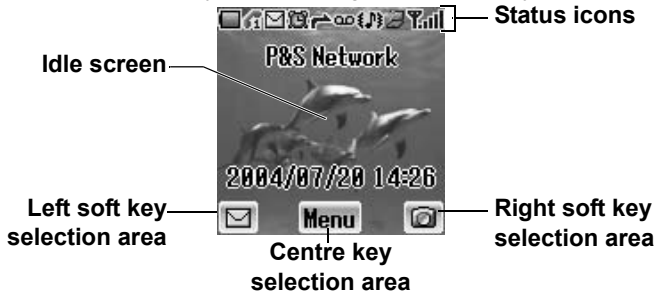 Status icons
P&S Network
Idle screen
2004/07/20 14:26
Left soft key
selection area
Menu
Right soft key
selection area
Centre key
selection area